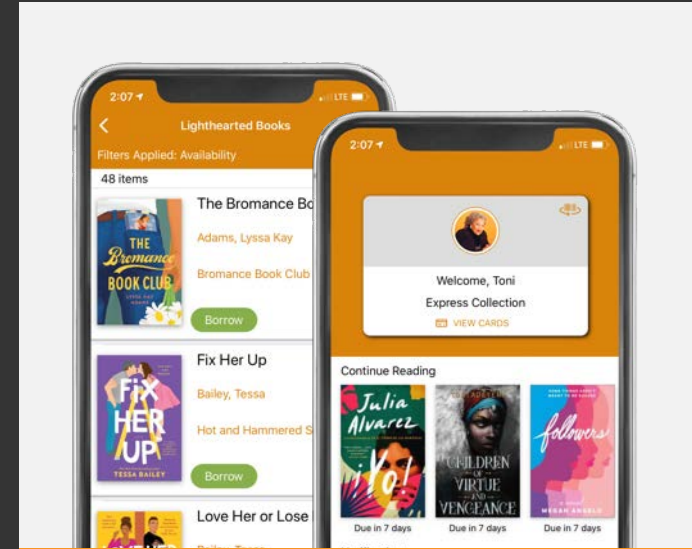 2:07
LTE
Lighthearted Books
Filters Applied: Availability
48 items
THE
Bromance
BOOK CLUB
LYSSA KAY
ADAMS
The Bromance Bo
Adams, Lyssa Kay
Bromance Book Club
Borrow
FIX
HER
UP
TESSA BAILEY
Fix Her Up
Bailey, Tessa
Hot and Hammered S
Borrow
Love Her or Lose
2:07
LTE
Welcome, Toni
Express Collection
VIEW CARDS
Continue Reading
Julia
Alvarez
¡Yo!
CHILDREN
OF
VIRTUE
AND
VENGEANCE
followers
MEGAN ANGELO
Due in 7 days
Due in 7 days
Due in 7 days